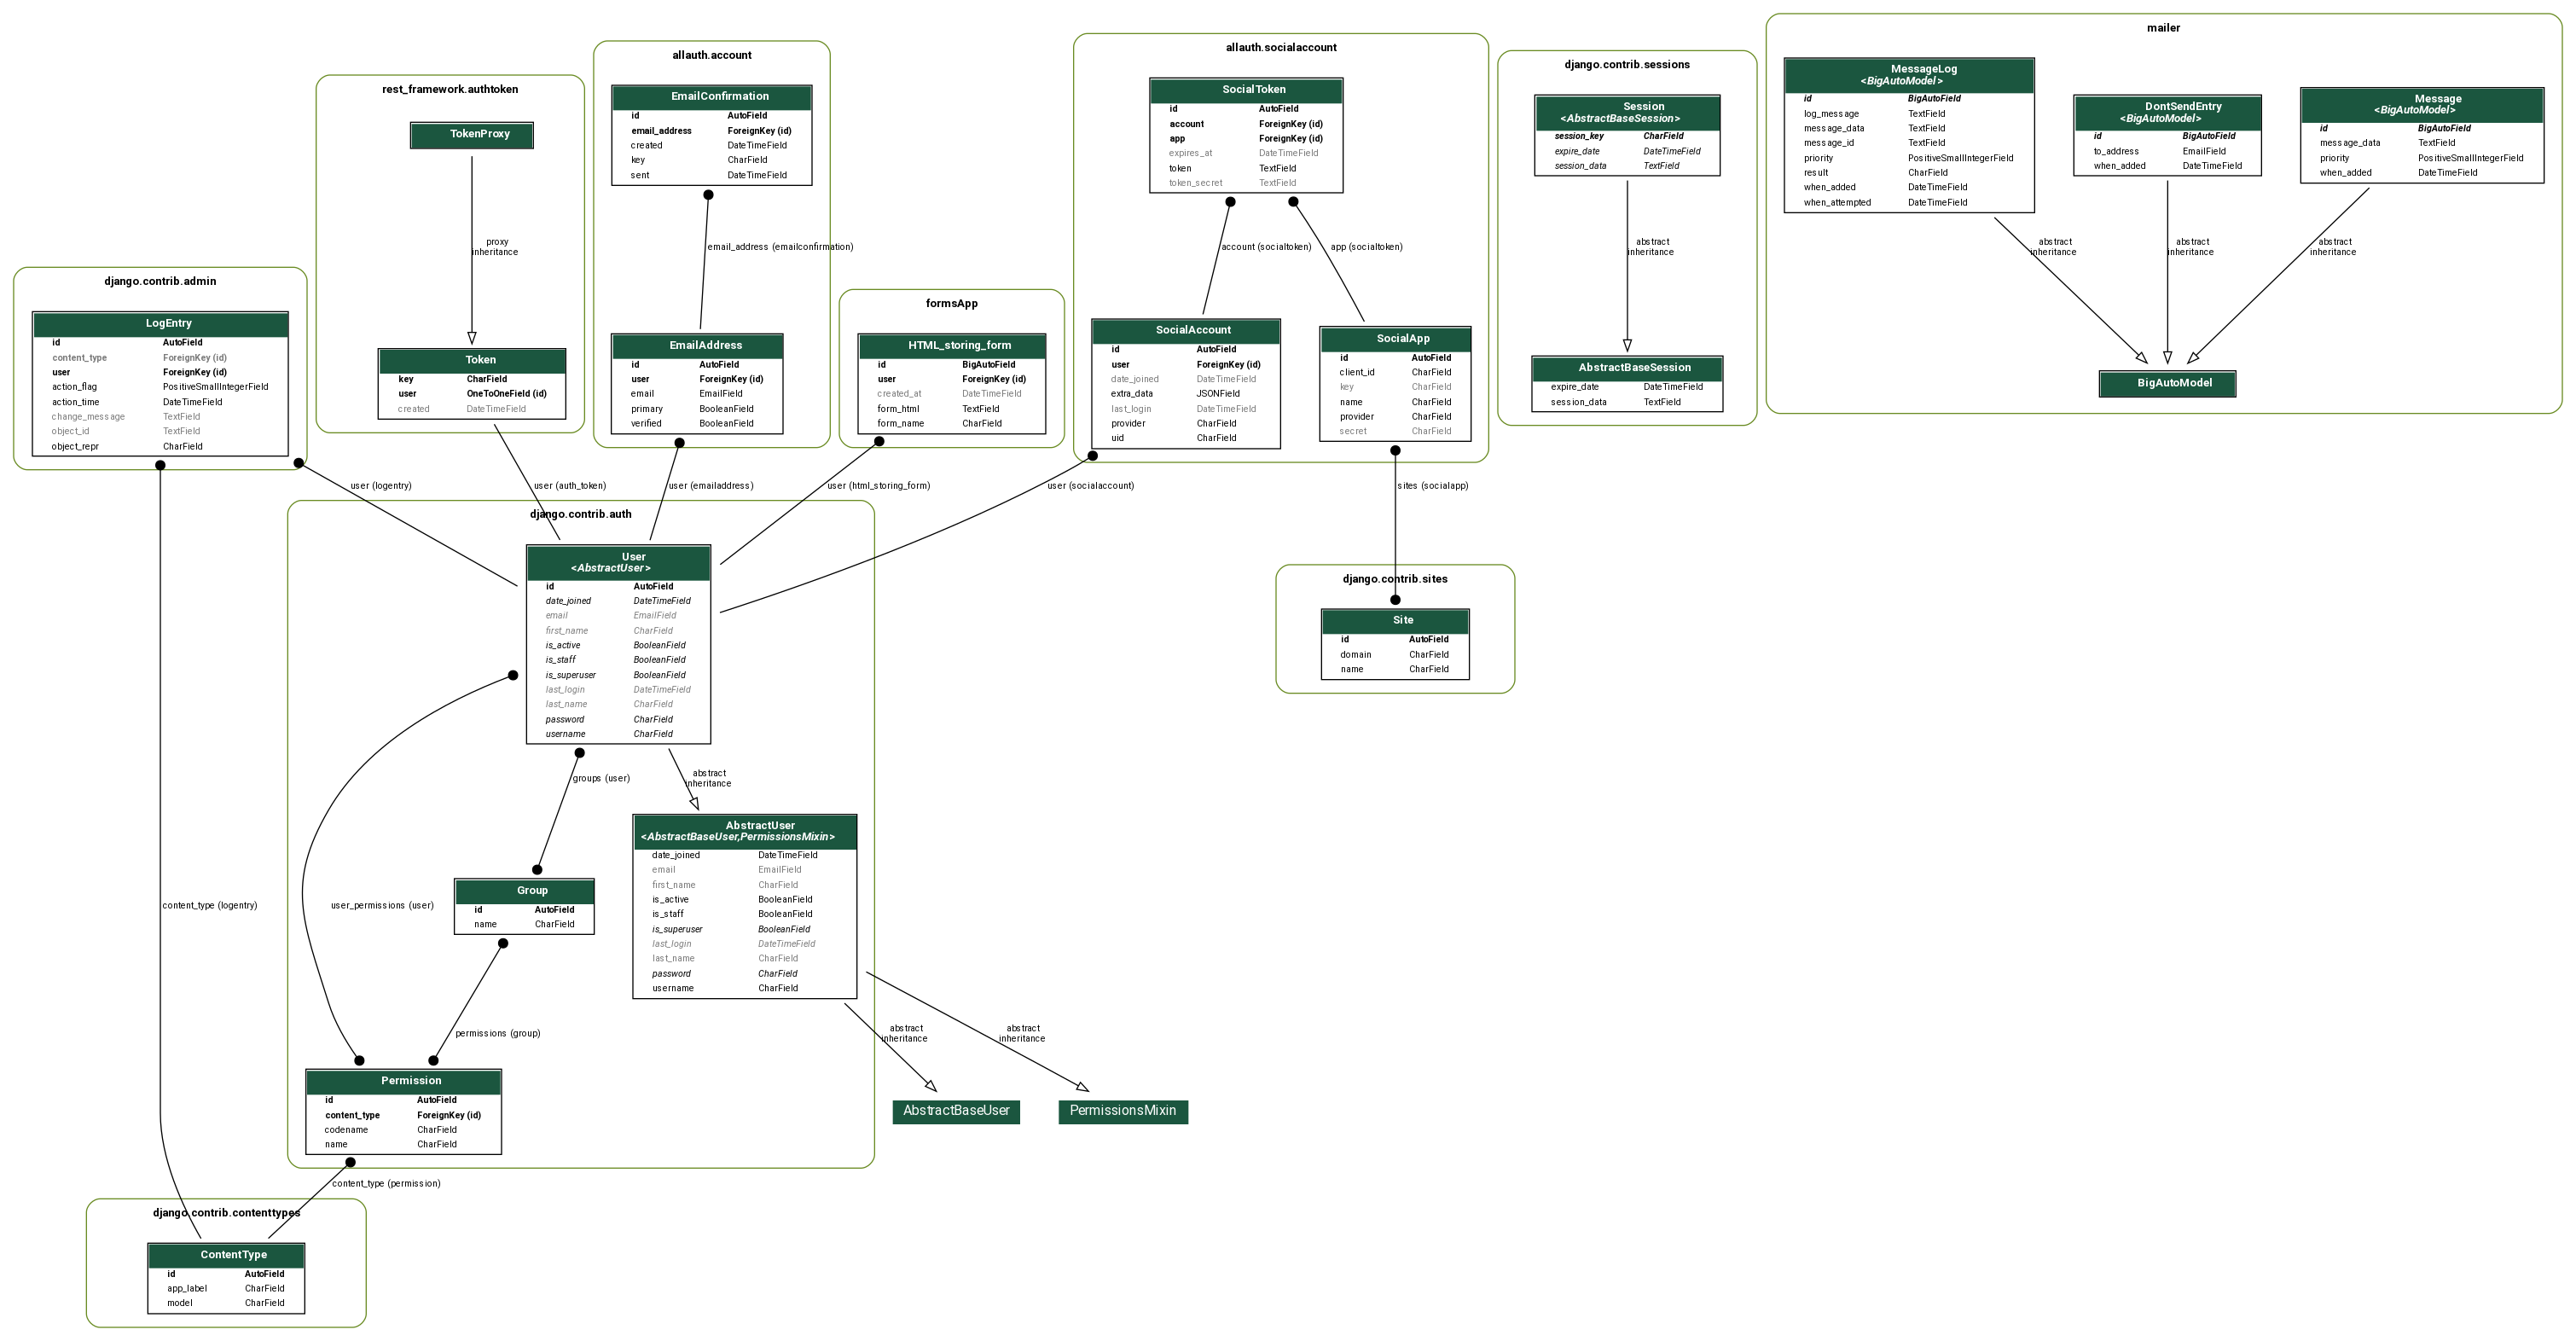 mailer
MessageLog
<BigAutoModel>
id BigAutoField
log_message TextField
message_data TextField
message_id TextField
priority PositiveSmallIntegerField
result CharField
when_added DateTimeField
when_attempted DateTimeField
DontSendEntry
<BigAutoModel>
id BigAutoField
to_address EmailField
when_added DateTimeField
Message
<BigAutoModel>
id BigAutoField
message_data TextField
priority PositiveSmallIntegerField
when_added DateTimeField
abstract
inheritance
abstract
inheritance
abstract
inheritance
BigAutoModel
django.contrib.sessions
Session
<AbstractBaseSession>
session_key CharField
expire_date DateTimeField
session_data TextField
abstract
inheritance
AbstractBaseSession
expire_date DateTimeField
session_data TextField
allauth.socialaccount
SocialToken
id AutoField
account ForeignKey (id)
app ForeignKey (id)
expires_at DateTimeField
token TextField
token_secret TextField
account (socialtoken)
app (socialtoken)
SocialAccount
id AutoField
user ForeignKey (id)
date_joined DateTimeField
extra_data JSONField
last_login DateTimeField
provider CharField
uid CharField
SocialApp
id AutoField
client_id CharField
key CharField
name CharField
provider CharField
secret CharField
allauth.account
EmailConfirmation
id AutoField
email_address ForeignKey (id)
created DateTimeField
key CharField
sent DateTimeField
email_address (emailconfirmation)
EmailAddress
id AutoField
user ForeignKey (id)
email EmailField
primary BooleanField
verified BooleanField
rest_framework.authtoken
TokenProxy
proxy
inheritance
Token
key CharField
user OneToOneField (id)
created DateTimeField
django.contrib.admin
LogEntry
id AutoField
content_type ForeignKey (id)
user ForeignKey (id)
action_flag PositiveSmallIntegerField
action_time DateTimeField
change_message TextField
object_id TextField
object_repr CharField
formsApp
HTML_storing_form
id BigAutoField
user ForeignKey (id)
created_at DateTimeField
form_html TextField
form_name CharField
user (logentry)
user (auth_token)
user (emailaddress)
user (html_storing_form)
user (socialaccount)
sites (socialapp)
django.contrib.auth
User
<AbstractUser>
id AutoField
date_joined DateTimeField
email EmailField
first_name CharField
is_active BooleanField
is_staff BooleanField
is_superuser BooleanField
last_login DateTimeField
last_name CharField
password CharField
username CharField
django.contrib.sites
Site
id AutoField
domain CharField
name CharField
groups (user)
abstract
inheritance
AbstractUser
<AbstractBaseUser,PermissionsMixin>
date_joined DateTimeField
email EmailField
first_name CharField
is_active BooleanField
is_staff BooleanField
is_superuser BooleanField
last_login DateTimeField
last_name CharField
password CharField
username CharField
Group
id AutoField
name CharField
content_type (logentry)
user_permissions (user)
permissions (group)
abstract
inheritance
abstract
inheritance
Permission
id AutoField
content_type ForeignKey (id)
codename CharField
name CharField
AbstractBaseUser
PermissionsMixin
content_type (permission)
django.contrib.contenttypes
ContentType
id AutoField
app_label CharField
model CharField